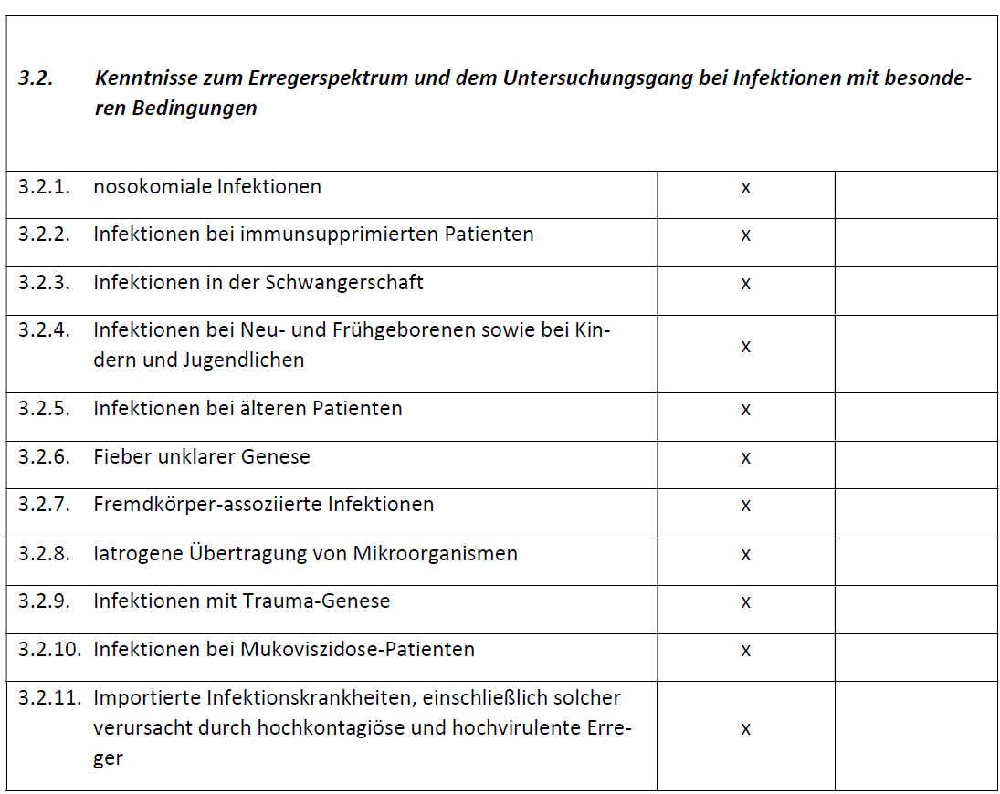 3.2. Kenntnisse zum Erregerspektrum und dem Untersuchungsgang bei Infektionen mit besonde-
ren Bedingungen
3.2.1. nosokomiale Infektionen x
3.2.2. Infektionen bei immunsupprimierten Patienten x
3.2.3. Infektionen in der Schwangerschaft x
3.2.4. Infektionen bei Neu- und Frühgeborenen sowie bei Kin-
dern und Jugendlichen x
3.2.5. Infektionen bei älteren Patienten x
3.2.6. Fieber unklarer Genese x
3.2.7. Fremdkörper-assoziierte Infektionen x
3.2.8. Iatrogene Übertragung von Mikroorganismen x
3.2.9. Infektionen mit Trauma-Genese x
3.2.10. Infektionen bei Mukoviszidose-Patienten x
3.2.11. Importierte Infektionskrankheiten, einschließlich solcher
verursacht durch hochkontagiöse und hochvirulente Erre- x
ger